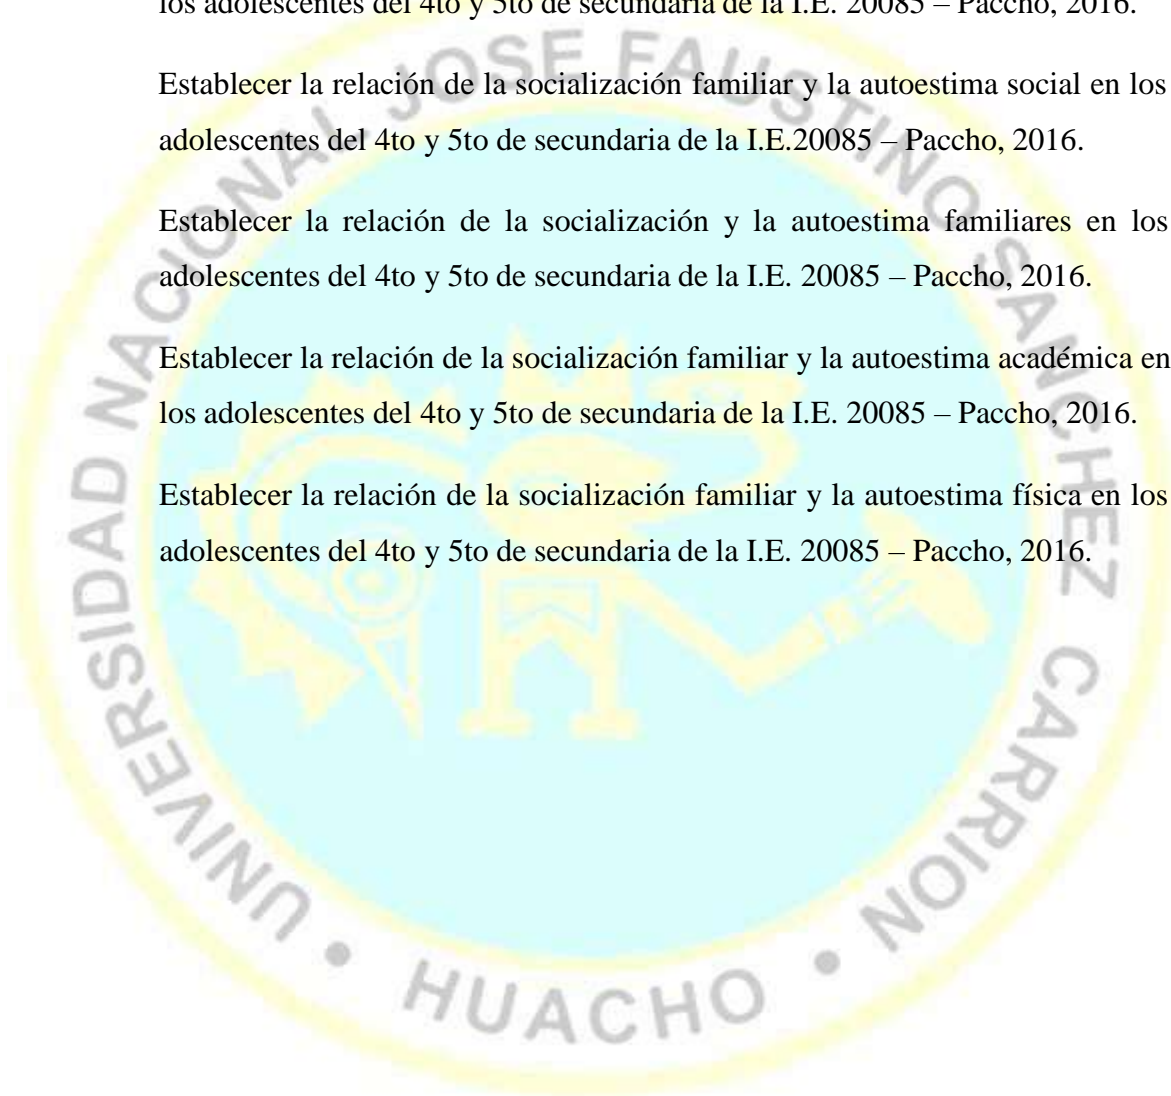 los adolescentes del 4to y 5to de secundaria de la I.E. 20085 – Paccho, 2016.
Establecer la relación de la socialización familiar y la autoestima social en los
adolescentes del 4to y 5to de secundaria de la I.E.20085 – Paccho, 2016.
Establecer la relación de la socialización y la autoestima familiares en los
adolescentes del 4to y 5to de secundaria de la I.E. 20085 – Paccho, 2016.
Establecer la relación de la socialización familiar y la autoestima académica en
los adolescentes del 4to y 5to de secundaria de la I.E. 20085 – Paccho, 2016.
Establecer la relación de la socialización familiar y la autoestima física en los
adolescentes del 4to y 5to de secundaria de la I.E. 20085 – Paccho, 2016.
UNIVERSIDAD NACIONAL JOSE FAUSTINO SANCHEZ CARRION
• HUACHO •